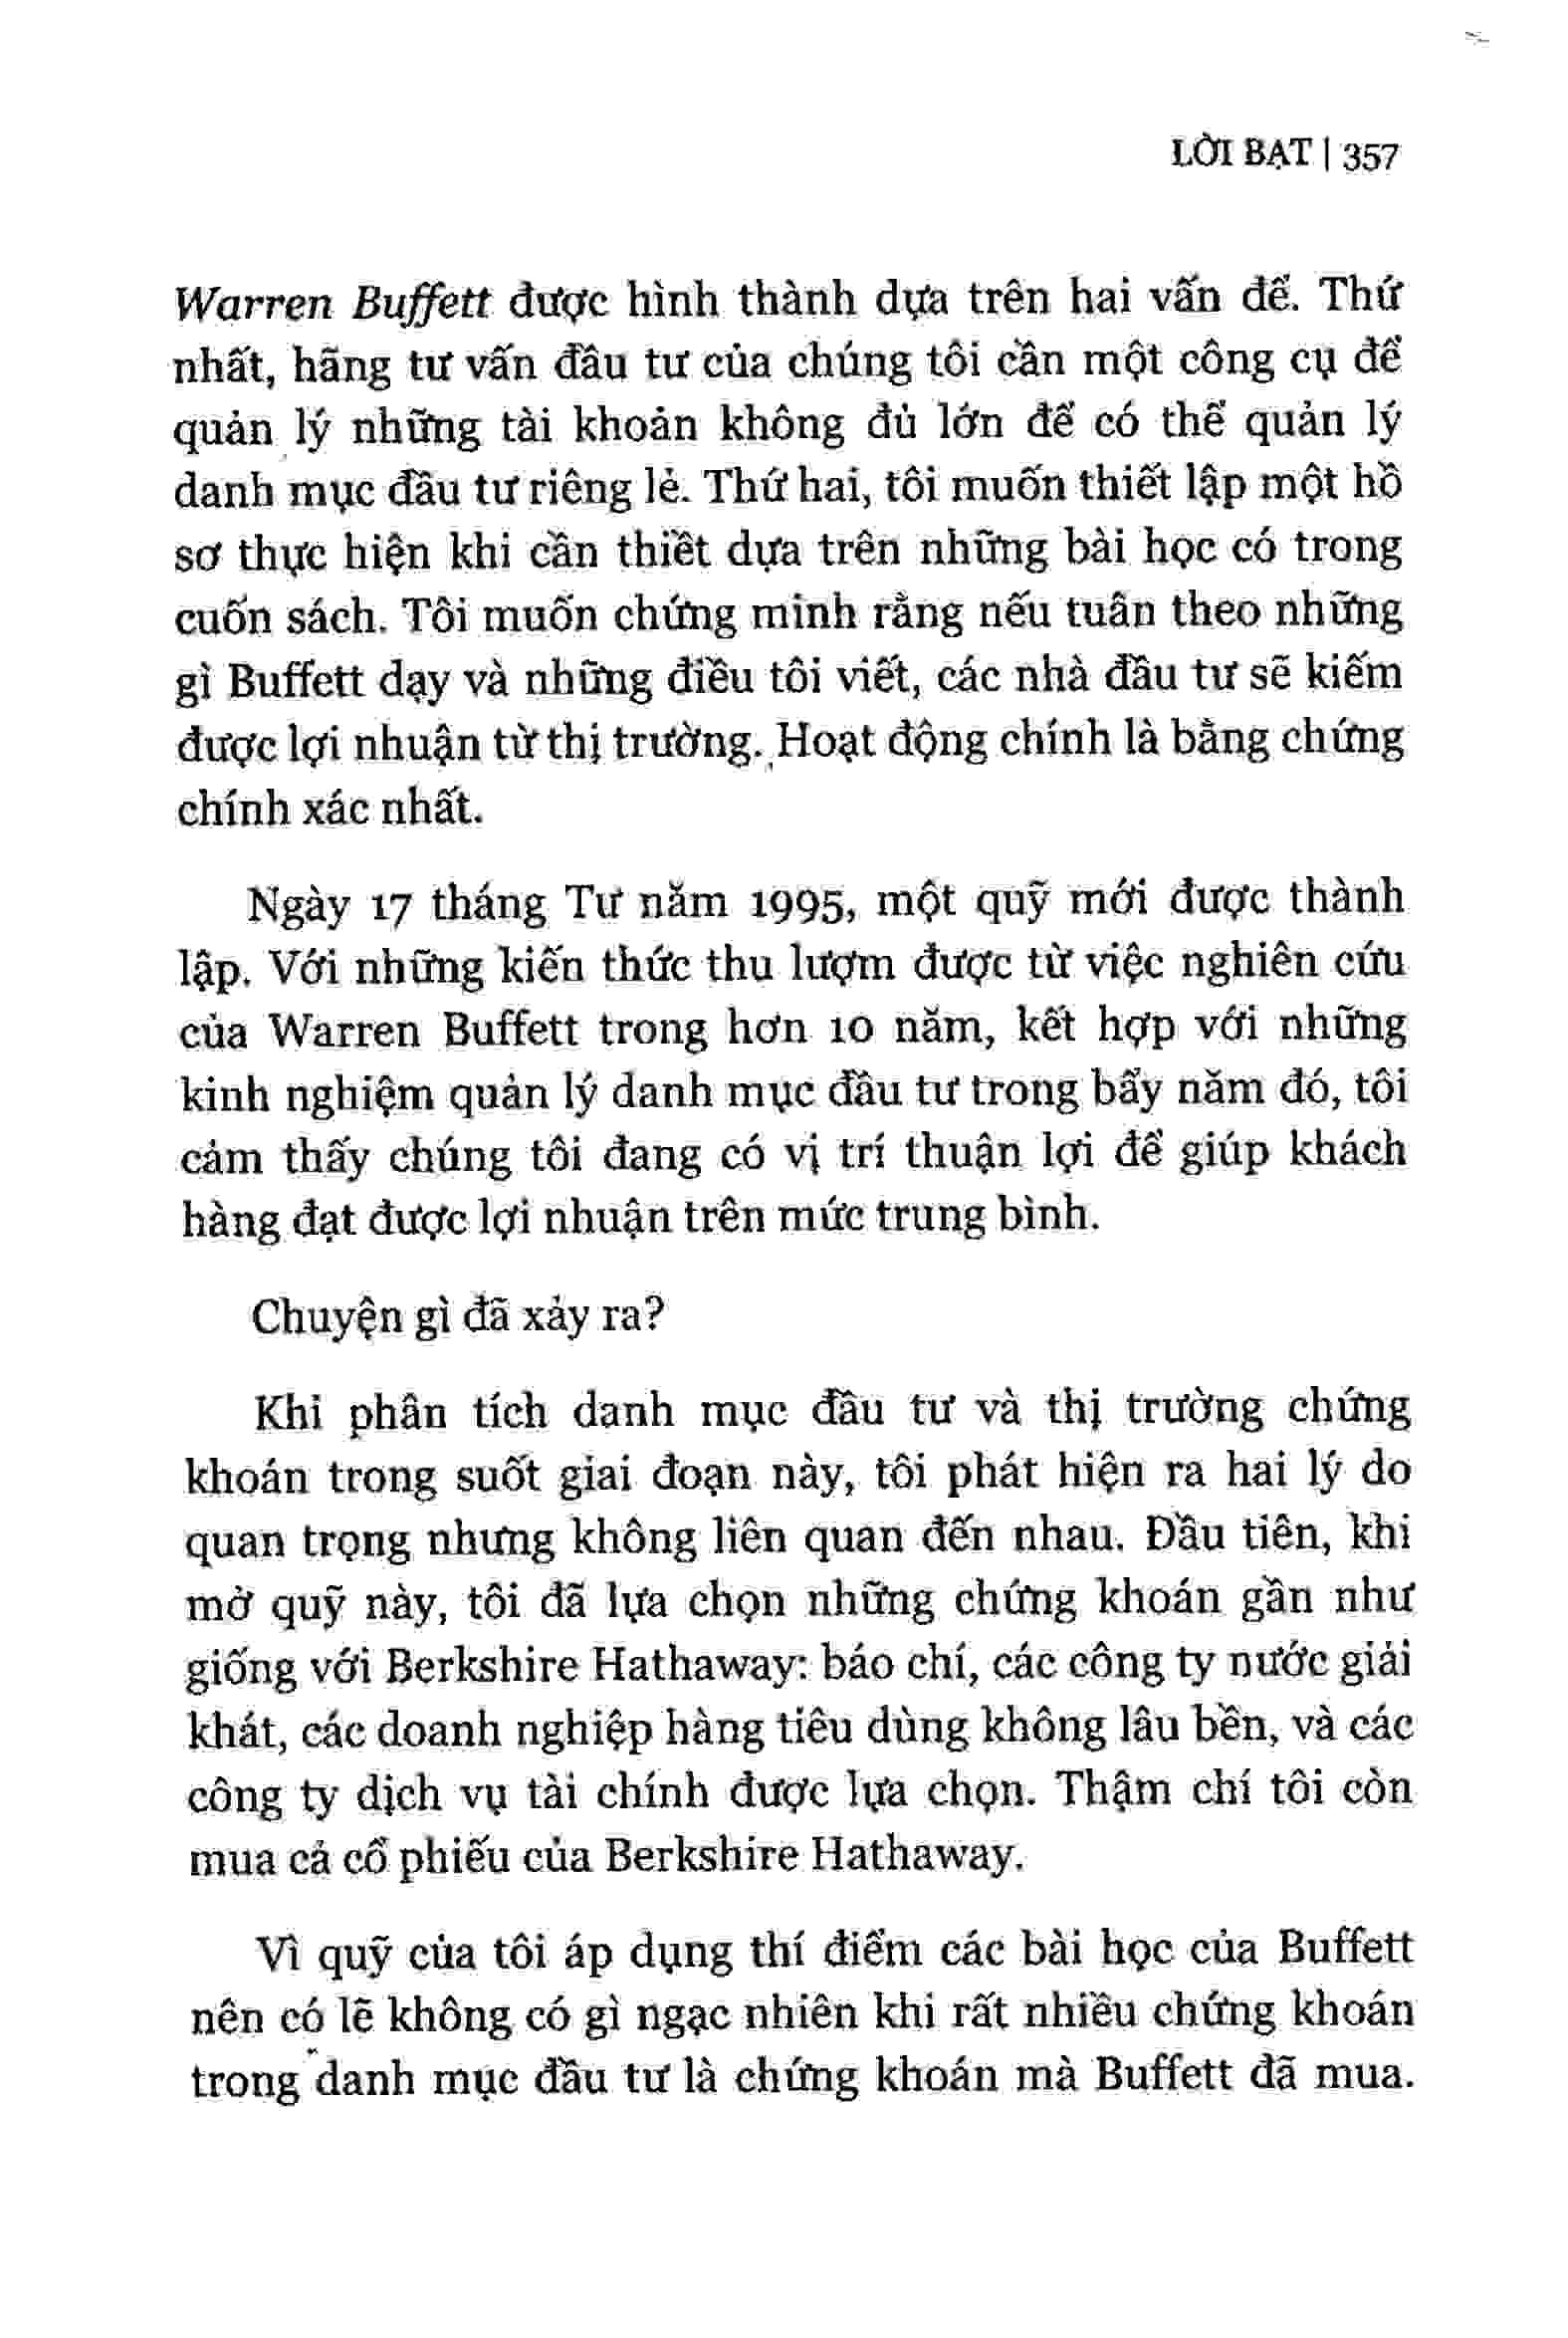 LỜI BẠT | 357
Warren Buffett được hình thành dựa trên hai vấn đề. Thứ
nhất, hãng tư vấn đầu tư của chúng tôi cần một công cụ để
quản lý những tài khoản không đủ lớn để có thể quản lý
danh mục đầu tư riêng lẻ. Thứ hai, tôi muốn thiết lập một hồ
sơ thực hiện khi cần thiết dựa trên những bài học có trong
cuốn sách. Tôi muốn chứng minh rằng nếu tuân theo những
gì Buffett dạy và những điều tôi viết, các nhà đầu tư sẽ kiếm
được lợi nhuận từ thị trường. Hoạt động chính là bằng chứng
chính xác nhất.
Ngày 17 tháng Tư năm 1995, một quỹ mới được thành
lập. Với những kiến thức thu lượm được từ việc nghiên cứu
của Warren Buffett trong hơn 10 năm, kết hợp với những
kinh nghiệm quản lý danh mục đầu tư trong bẩy năm đó, tôi
cảm thấy chúng tôi đang có vị trí thuận lợi để giúp khách
hàng đạt được lợi nhuận trên mức trung bình.
Chuyện gì đã xảy ra?
Khi phân tích danh mục đầu tư và thị trường chứng
khoán trong suốt giai đoạn này, tôi phát hiện ra hai lý do
quan trọng nhưng không liên quan đến nhau. Đầu tiên, khi
mở quỹ này, tôi đã lựa chọn những chứng khoán gần như
giống với Berkshire Hathaway: báo chí, các công ty nước giải
khát, các doanh nghiệp hàng tiêu dùng không lâu bền, và các
công ty dịch vụ tài chính được lựa chọn. Thậm chí tôi còn
mua cả cổ phiếu của Berkshire Hathaway.
Vì quỹ của tôi áp dụng thí điểm các bài học của Buffett
nên có lẽ không có gì ngạc nhiên khi rất nhiều chứng khoán
trong danh mục đầu tư là chứng khoán mà Buffett đã mua.